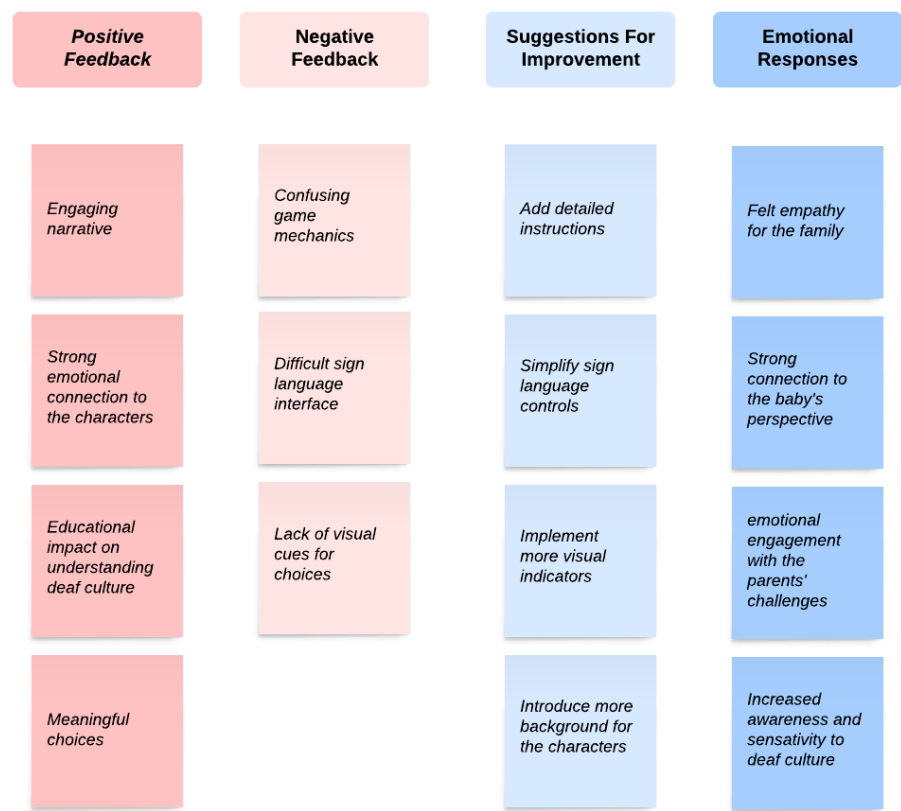 Positive
Feedback
Negative
Feedback
Suggestions For
Improvement
Emotional
Responses
Engaging
narrative
Strong
emotional
connection to
the characters
Educational
impact on
understanding
deaf culture
Meaningful
choices
Confusing
game
mechanics
Difficult sign
language
interface
Lack of visual
cues for
choices
Add detailed
instructions
Simplify sign
language
controls
Implement
more visual
indicators
Introduce more
background for
the characters
Felt empathy
for the family
Strong
connection to
the baby's
perspective
emotional
engagement
with the
parents'
challenges
Increased
awareness and
sensativity to
deaf culture